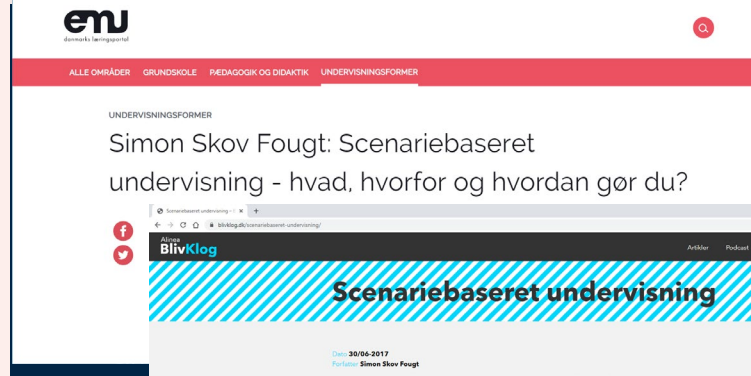 emu
danmarks læringsportal
ALLE OMRÅDER GRUNDSKOLE PÆDAGOGIK OG DIDAKTIK UNDERVISNINGSFORMER
UNDERVISNINGSFORMER
Simon Skov Fougt: Scenariebaseret
undervisning - hvad, hvorfor og hvordan gør du?
Scenariebaseret undervisning
blivklog.dk/scenariebaseret-undervisning/
Alinea
BlivKlog
Artikler Podcast
Scenariebaseret undervisning
Dato 30/06-2017
Forfatter Simon Skov Fougt